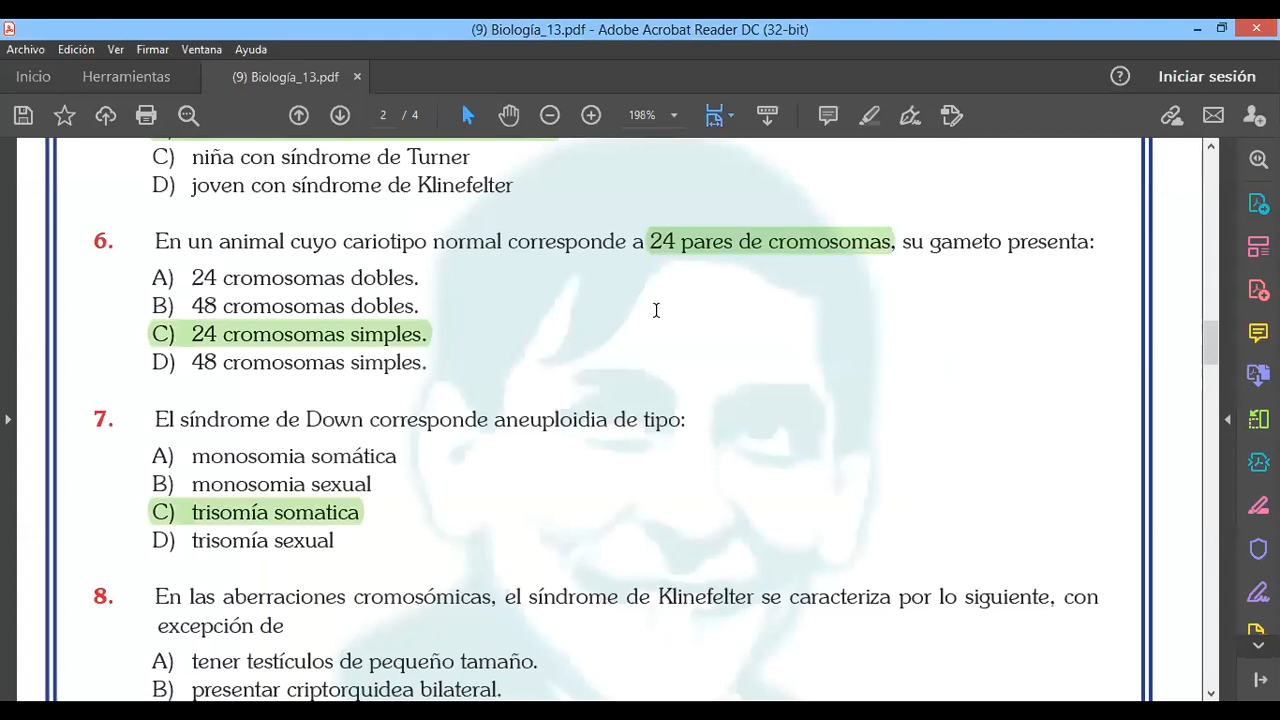 (9) Biología_13.pdf - Adobe Acrobat Reader DC (32-bit)
Archivo Edición Ver Firmar Ventana Ayuda
Inicio Herramientas (9) Biología_13.pdf × Iniciar sesión
2 / 4 198%
C) niña con síndrome de Turner
D) joven con síndrome de Klinefelter
6. En un animal cuyo cariotipo normal corresponde a 24 pares de cromosomas, su gameto presenta:
A) 24 cromosomas dobles.
B) 48 cromosomas dobles.
C) 24 cromosomas simples.
D) 48 cromosomas simples.
7. El síndrome de Down corresponde aneuploidia de tipo:
A) monosomia somática
B) monosomia sexual
C) trisomía somatica
D) trisomía sexual
8. En las aberraciones cromosómicas, el síndrome de Klinefelter se caracteriza por lo siguiente, con
excepción de
A) tener testículos de pequeño tamaño.
B) presentar criptorquidea bilateral.